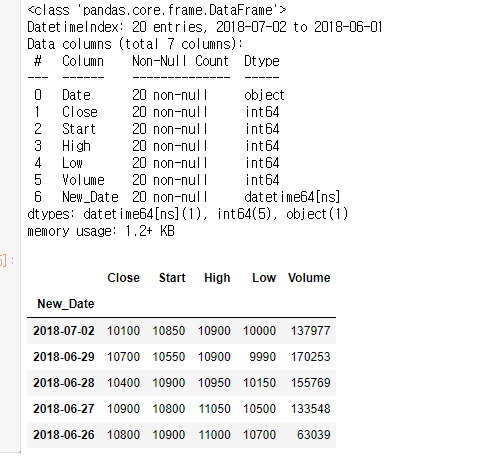 <class 'pandas.core.frame.DataFrame'>
DatetimeIndex: 20 entries, 2018-07-02 to 2018-06-01
Data columns (total 7 columns):
 #   Column    Non-Null Count  Dtype
---  ------    --------------  -----
 0   Date      20 non-null     object
 1   Close     20 non-null     int64
 2   Start     20 non-null     int64
 3   High      20 non-null     int64
 4   Low       20 non-null     int64
 5   Volume    20 non-null     int64
 6   New_Date  20 non-null     datetime64[ns]
dtypes: datetime64[ns](1), int64(5), object(1)
memory usage: 1.2+ KB
]:
Close Start High Low Volume
New_Date
2018-07-02 10100 10850 10900 10000 137977
2018-06-29 10700 10550 10900 9990 170253
2018-06-28 10400 10900 10950 10150 155769
2018-06-27 10900 10800 11050 10500 133548
2018-06-26 10800 10900 11000 10700 63039